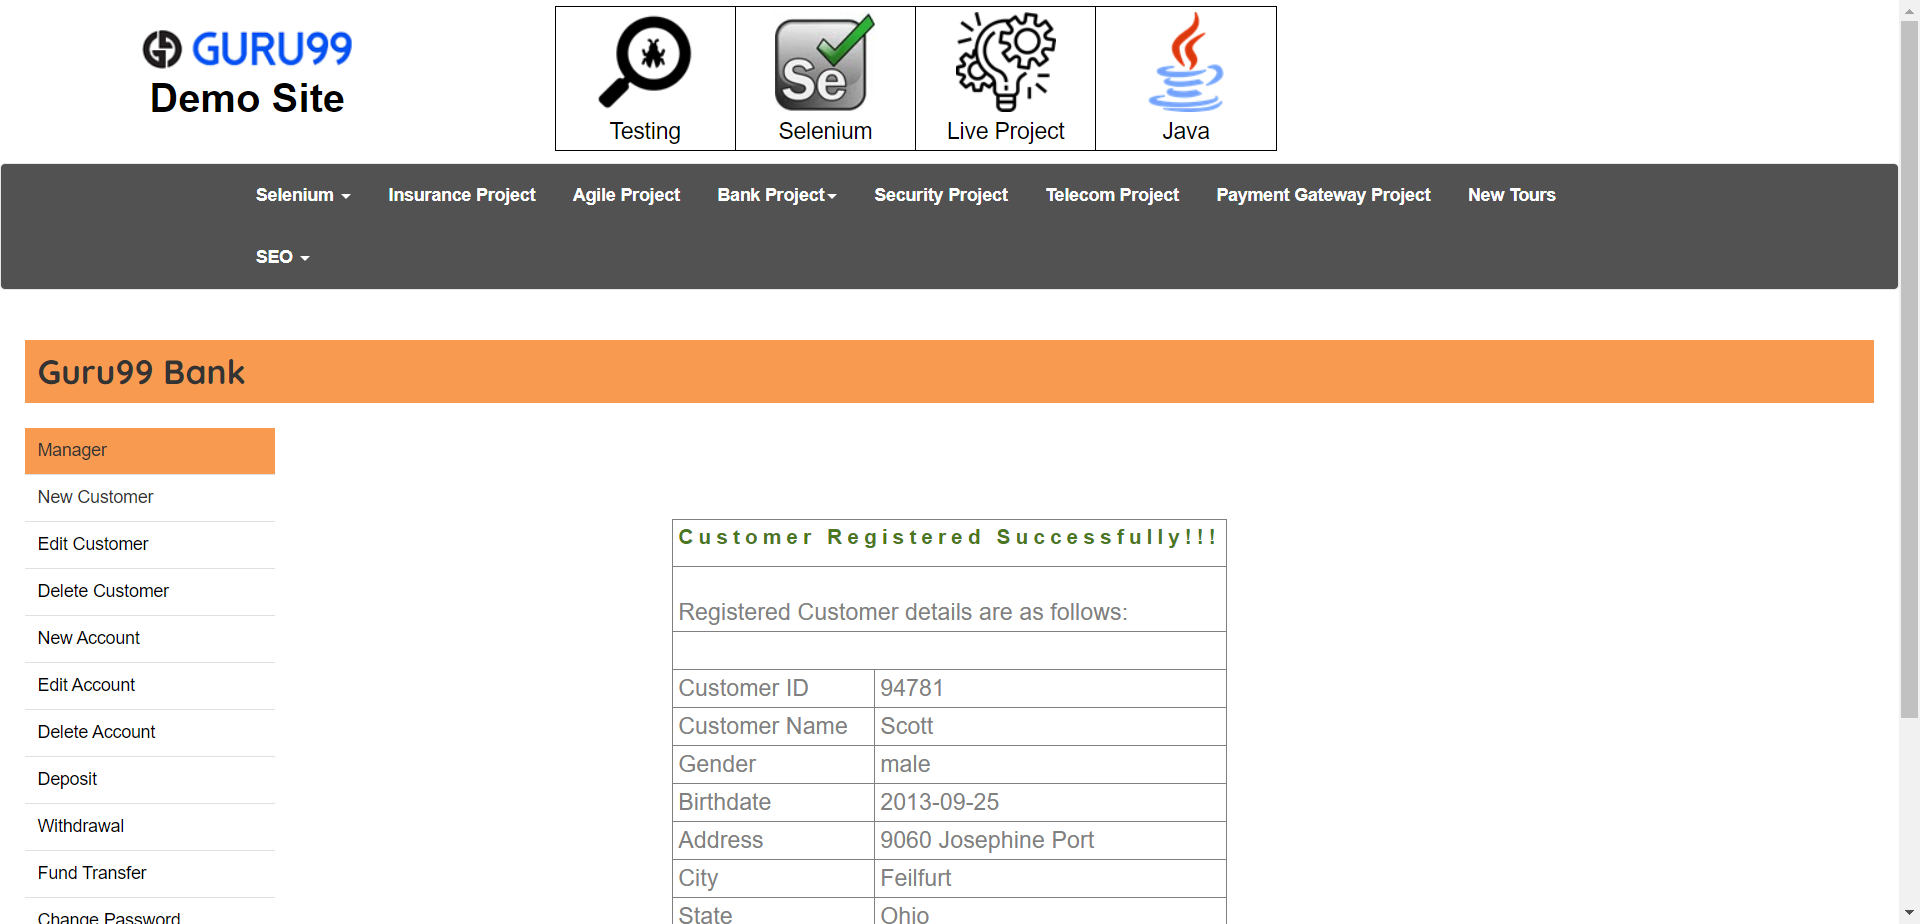 GURU99
Demo Site
Testing
Se
Selenium
Live Project
Java
Selenium
Insurance Project
Agile Project
Bank Project
Security Project
Telecom Project
Payment Gateway Project
New Tours
SEO
Guru99 Bank
Manager
New Customer
Edit Customer
Delete Customer
New Account
Edit Account
Delete Account
Deposit
Withdrawal
Fund Transfer
Change Password
Customer Registered Successfully!!!
Registered Customer details are as follows:
Customer ID 94781
Customer Name Scott
Gender male
Birthdate 2013-09-25
Address 9060 Josephine Port
City Feilfurt
State Ohio